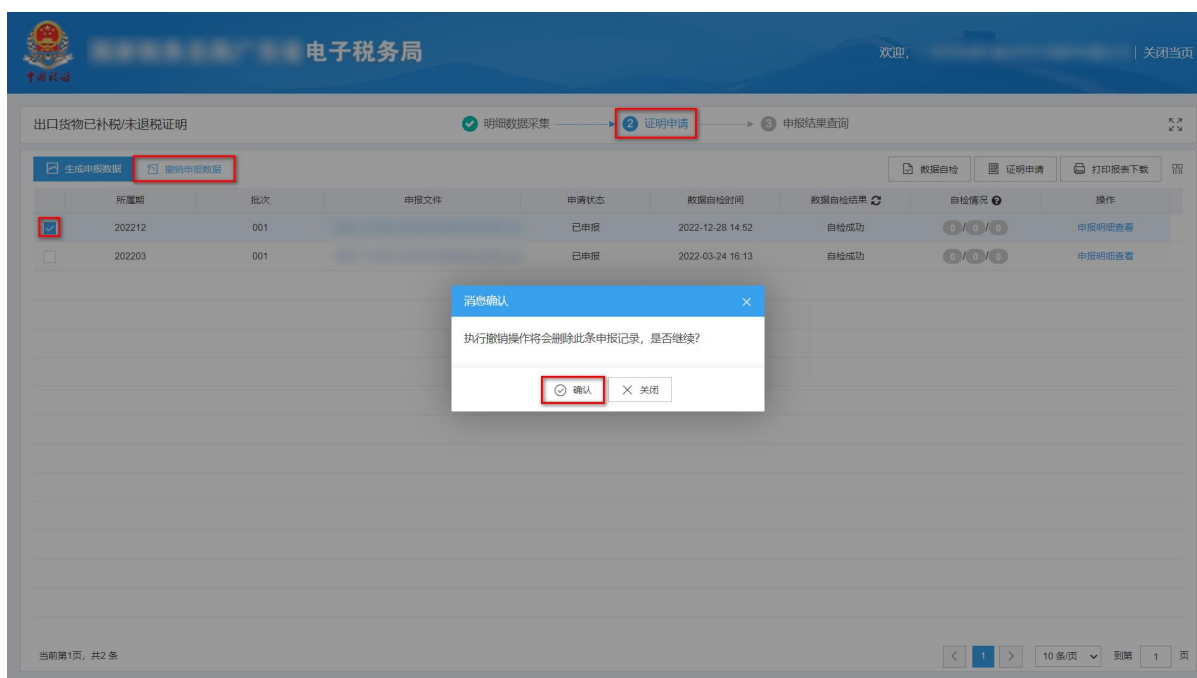 电子税务局
欢迎,
关闭当页
中国税务
出口货物已补税/未退税证明
明细数据采集
2 证明申请
3 申报结果查询
生成申报数据
撤销申报数据
数据自检
证明申请
打印报表下载
所属期 批次 申报文件 申请状态 数据自检时间 数据自检结果 自检情况 操作
202212 001 已申报 2022-12-28 14:52 自检成功 0 / 0 / 0 申报明细查看
202203 001 已申报 2022-03-24 16:13 自检成功 0 / 0 / 0 申报明细查看
消息确认
执行撤销操作将会删除此条申报记录，是否继续?
确认
关闭
当前第1页, 共2 条
1
10 条/页
到第 1 页